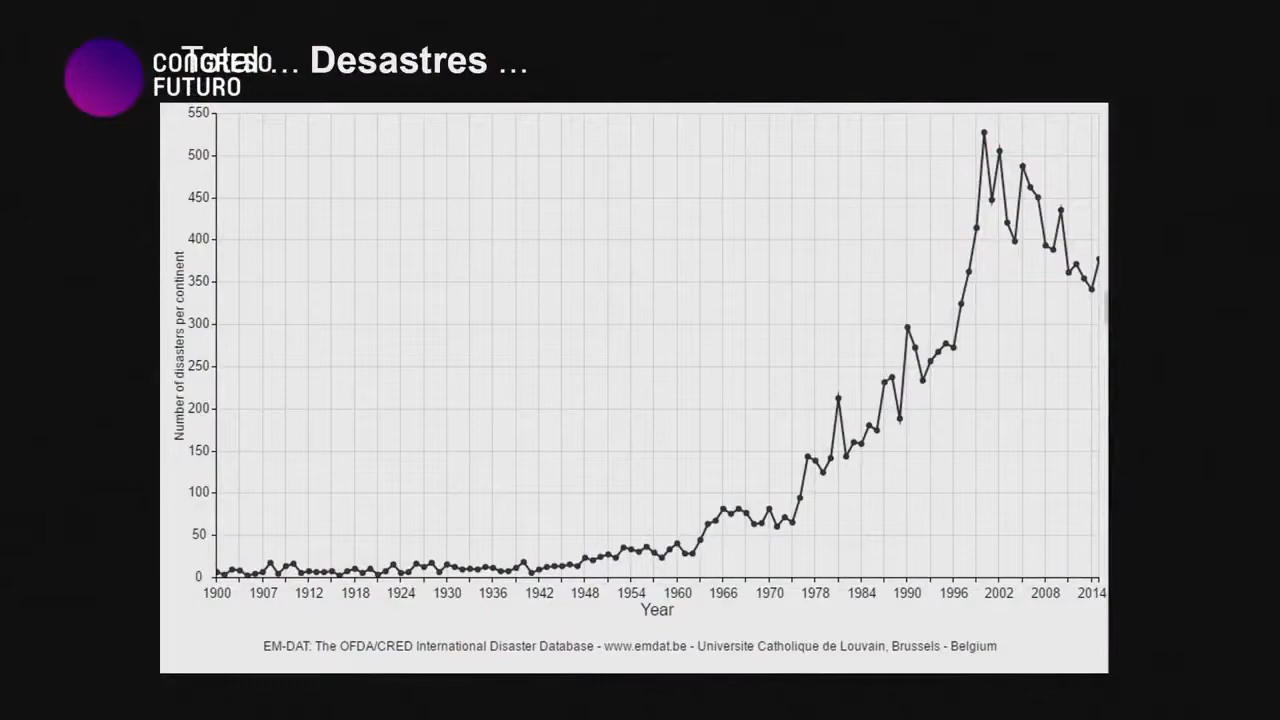 Total ... Desastres ...
CONGRESO
FUTURO
550
500
450
400
350
300
250
200
150
100
50
0
Number of disasters per continent
1900 1907 1912 1918 1924 1930 1936 1942 1948 1954 1960 1966 1970 1978 1984 1990 1996 2002 2008 2014
Year
EM-DAT: The OFDA/CRED International Disaster Database - www.emdat.be - Universite Catholique de Louvain, Brussels - Belgium